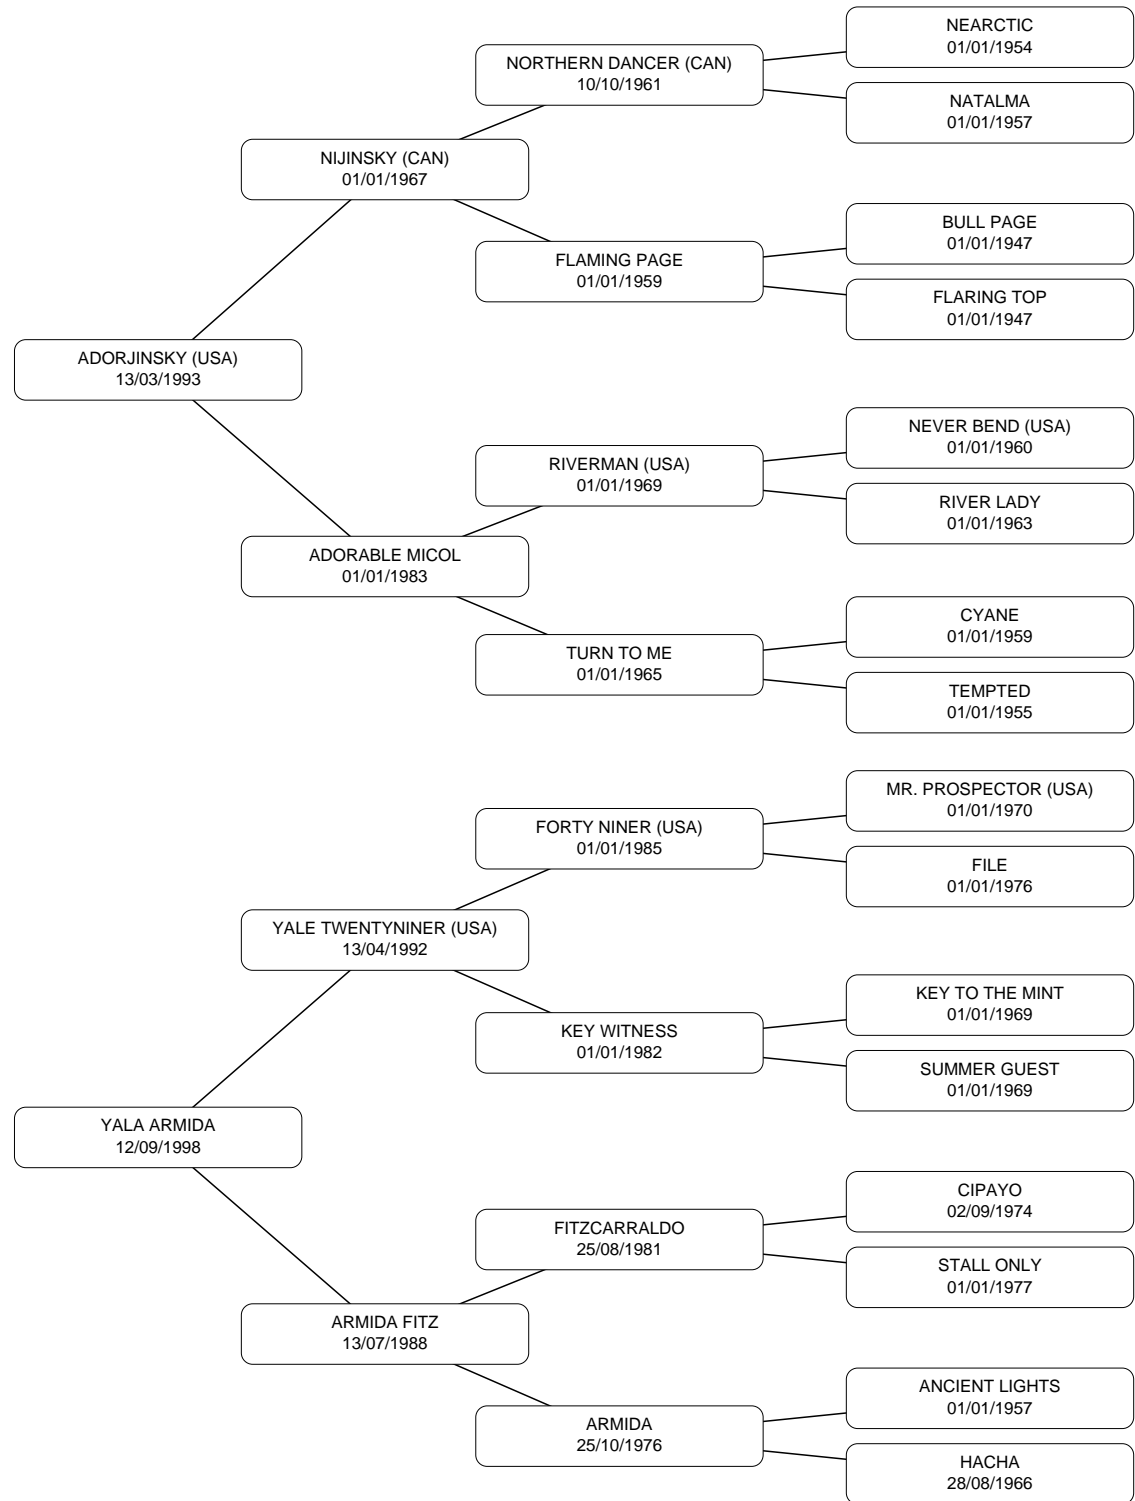 NEARCTIC
01/01/1954
NORTHERN DANCER (CAN)
10/10/1961
NATALMA
01/01/1957
NIJINSKY (CAN)
01/01/1967
BULL PAGE
01/01/1947
FLAMING PAGE
01/01/1959
FLARING TOP
01/01/1947
ADORJINSKY (USA)
13/03/1993
NEVER BEND (USA)
01/01/1960
RIVERMAN (USA)
01/01/1969
RIVER LADY
01/01/1963
ADORABLE MICOL
01/01/1983
CYANE
01/01/1959
TURN TO ME
01/01/1965
TEMPTED
01/01/1955
MR. PROSPECTOR (USA)
01/01/1970
FORTY NINER (USA)
01/01/1985
FILE
01/01/1976
YALE TWENTYNINER (USA)
13/04/1992
KEY TO THE MINT
01/01/1969
KEY WITNESS
01/01/1982
SUMMER GUEST
01/01/1969
YALA ARMIDA
12/09/1998
CIPAYO
02/09/1974
FITZCARRALDO
25/08/1981
STALL ONLY
01/01/1977
ARMIDA FITZ
13/07/1988
ANCIENT LIGHTS
01/01/1957
ARMIDA
25/10/1976
HACHA
28/08/1966